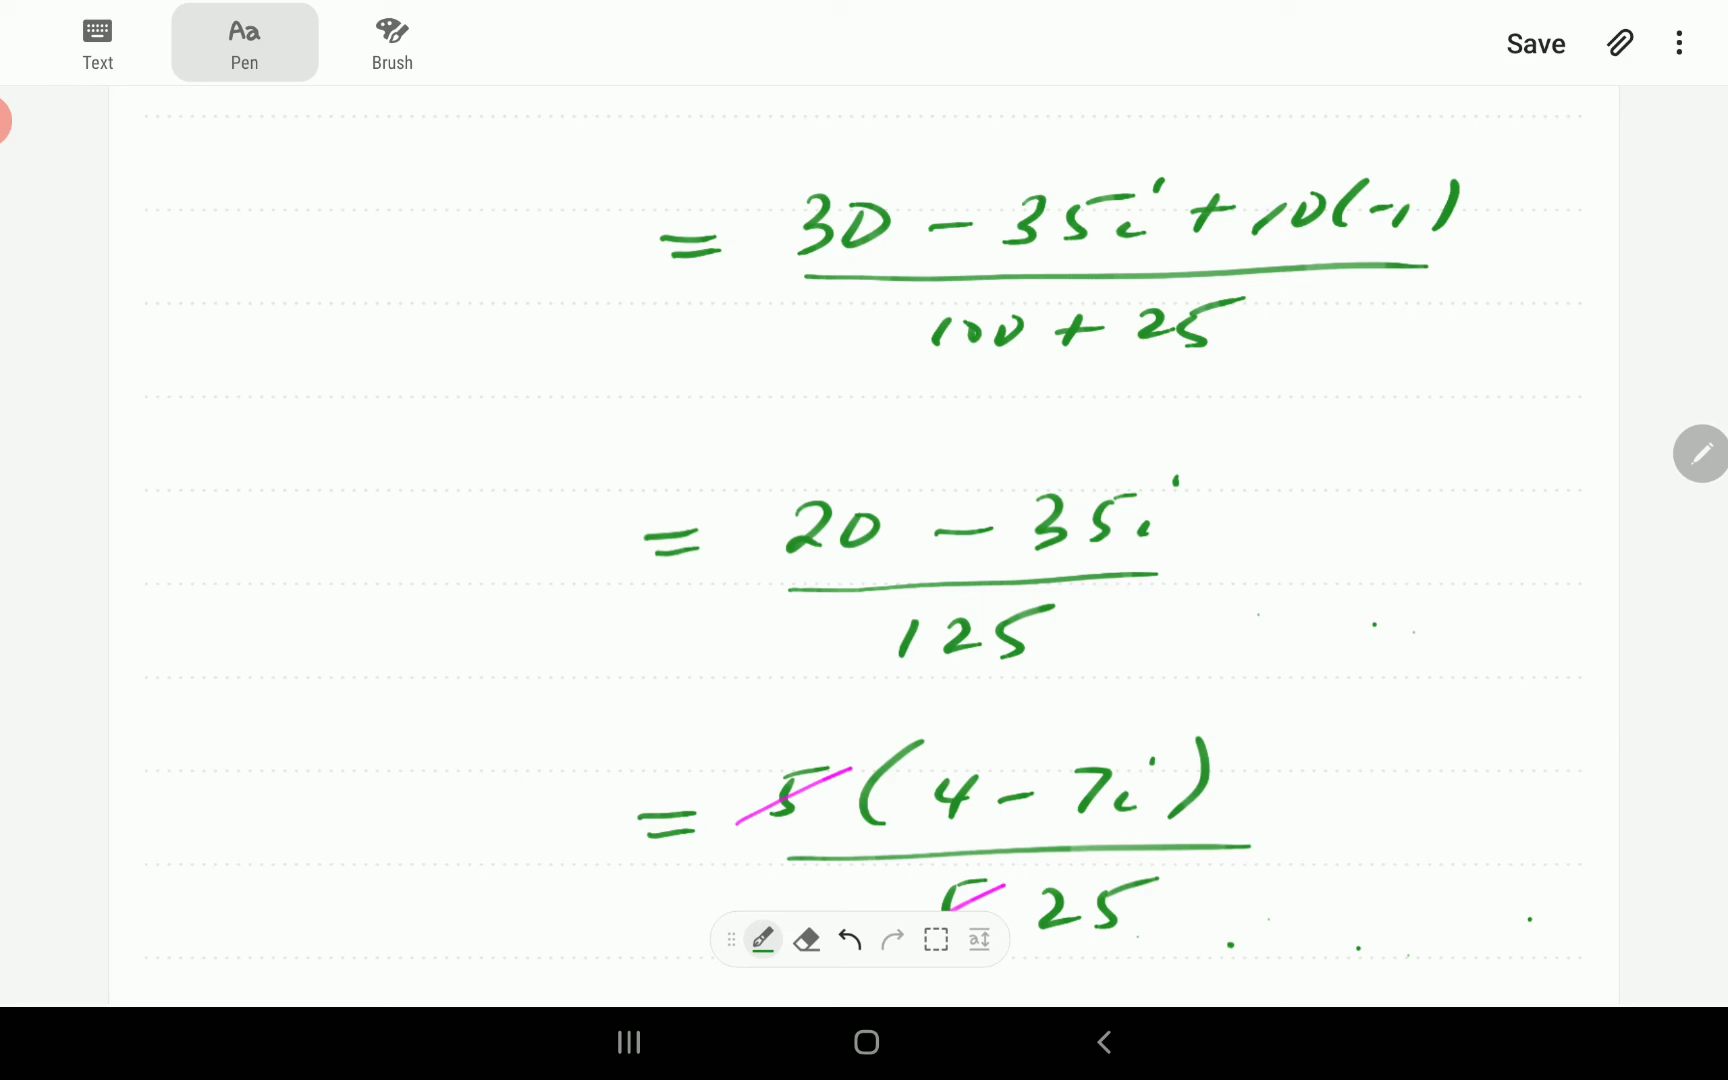 Text Pen Brush Save
= 30 - 35i + 10(-1)
100 + 25
= 20 - 35i
125
= 5(4 - 7i)
5 25